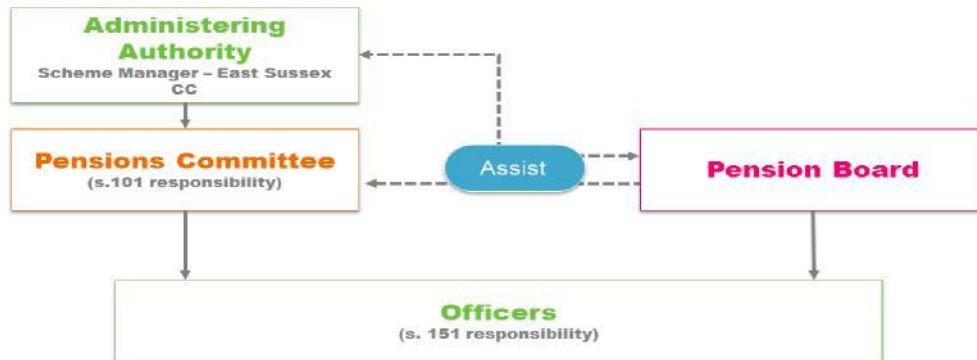 Administering
Authority
Scheme Manager – East Sussex
CC
Pensions Committee
(s.101 responsibility)
Assist
Pension Board
Officers
(s. 151 responsibility)